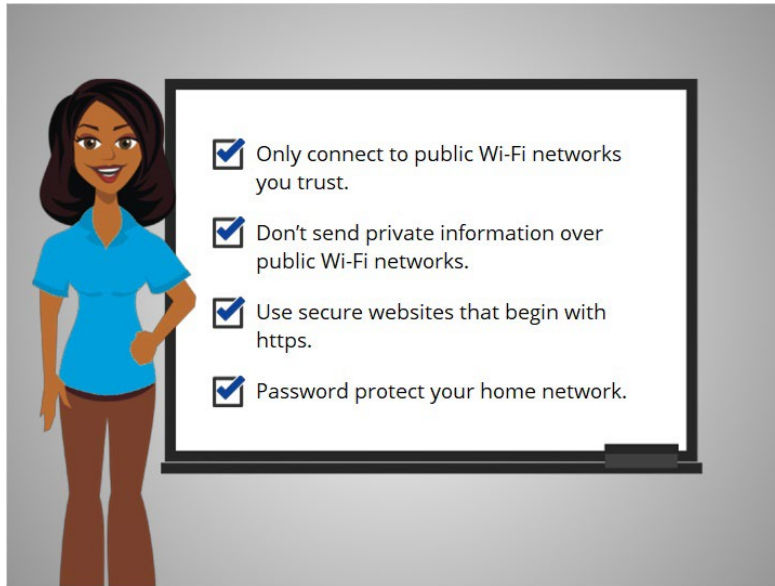 Only connect to public Wi-Fi networks
you trust.
Don’t send private information over
public Wi-Fi networks.
Use secure websites that begin with
https.
Password protect your home network.